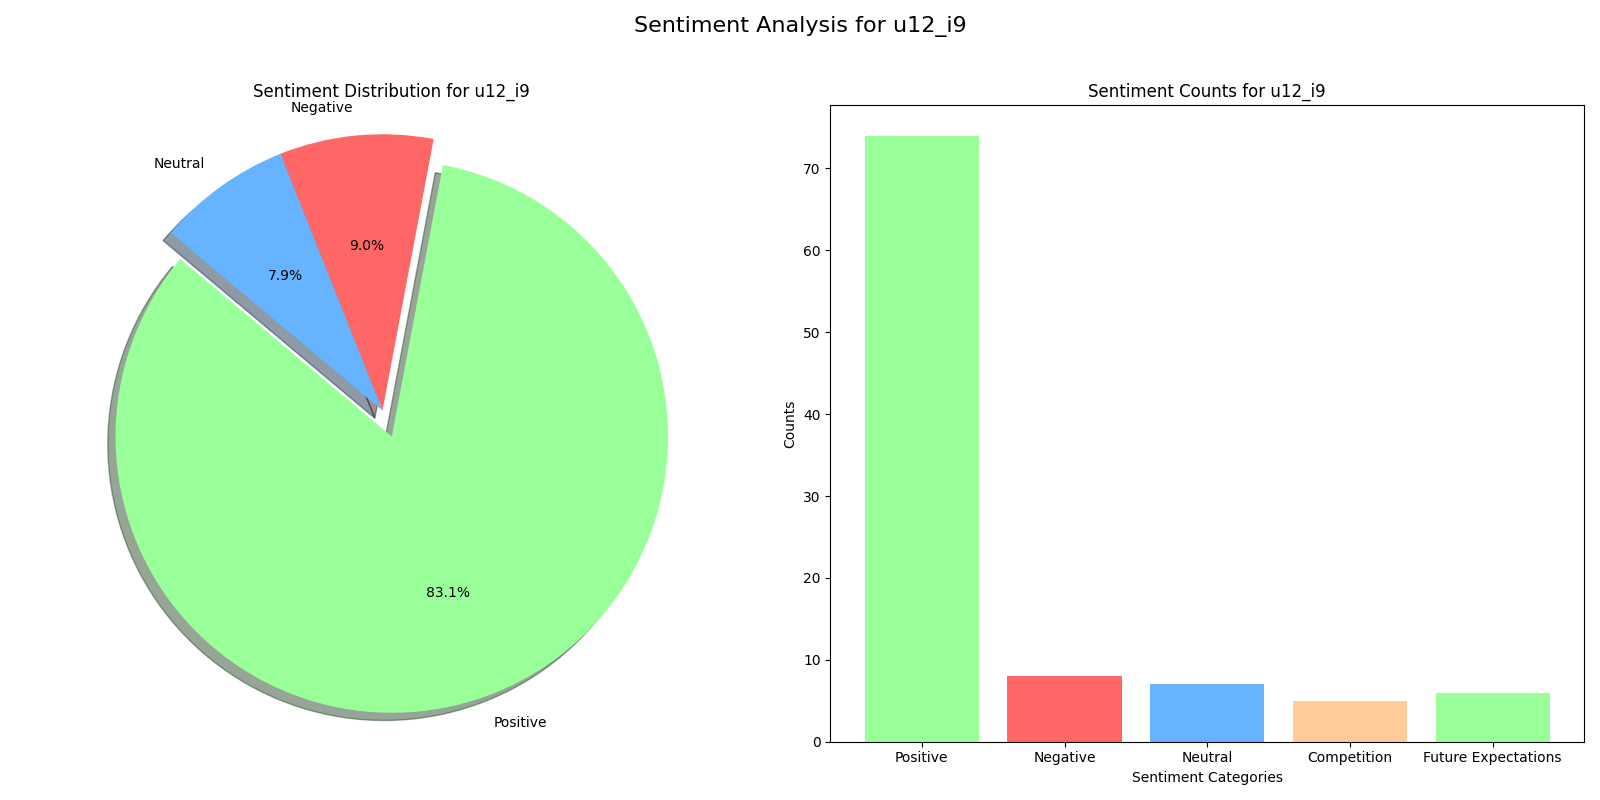 Sentiment Analysis for u12_i9
Sentiment Distribution for u12_i9
Negative
Neutral
9.0%
7.9%
83.1%
Positive
Sentiment Counts for u12_i9
70
60
50
40
30
20
10
0
Counts
Positive
Negative
Neutral
Competition
Future Expectations
Sentiment Categories